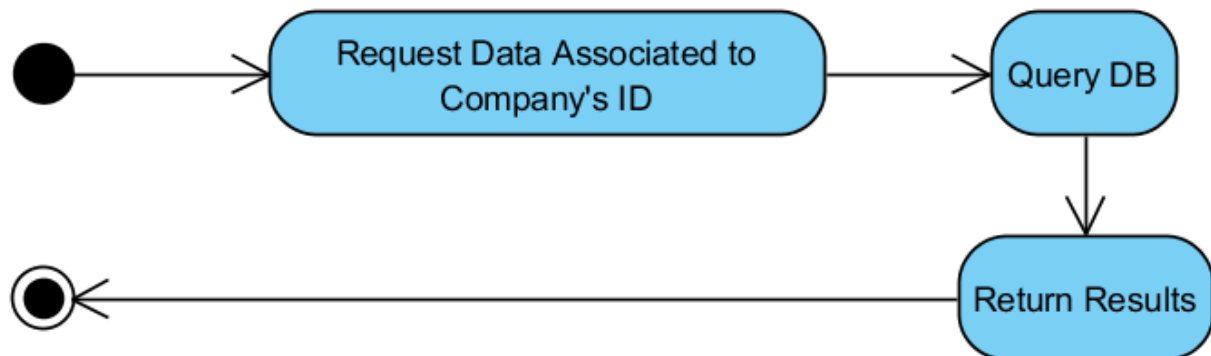 Request Data Associated to
Company's ID
Query DB
Return Results